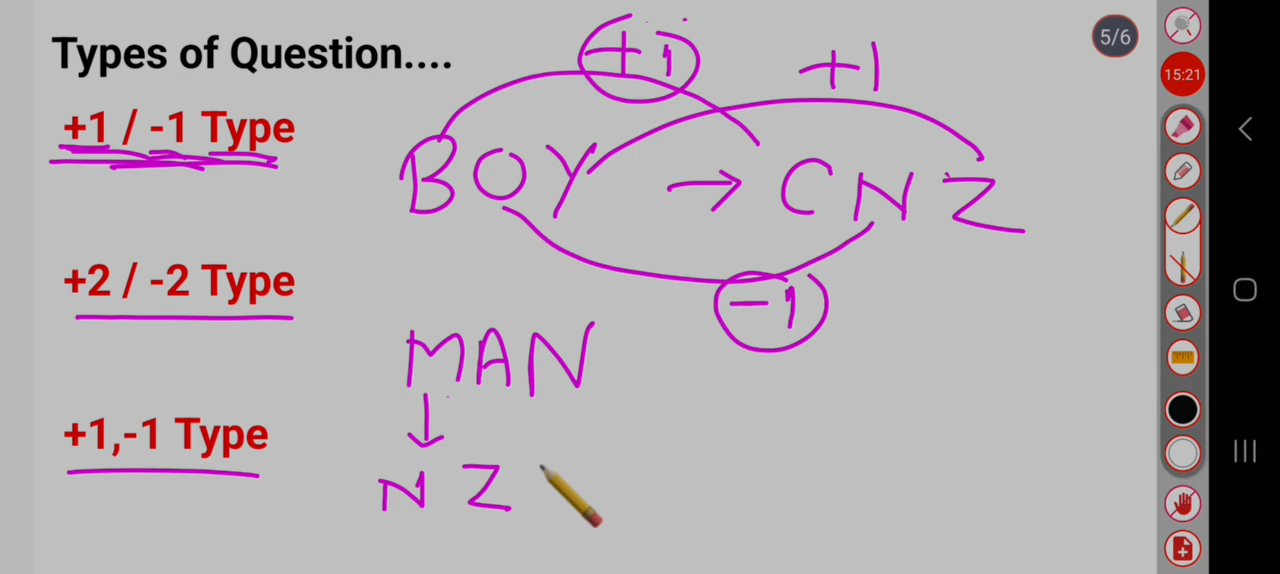 Types of Question....
5/6
15:21
+1 / -1 Type
+1
+1
BOY → CNZ
-1
+2 / -2 Type
MAN
+1,-1 Type
NZ